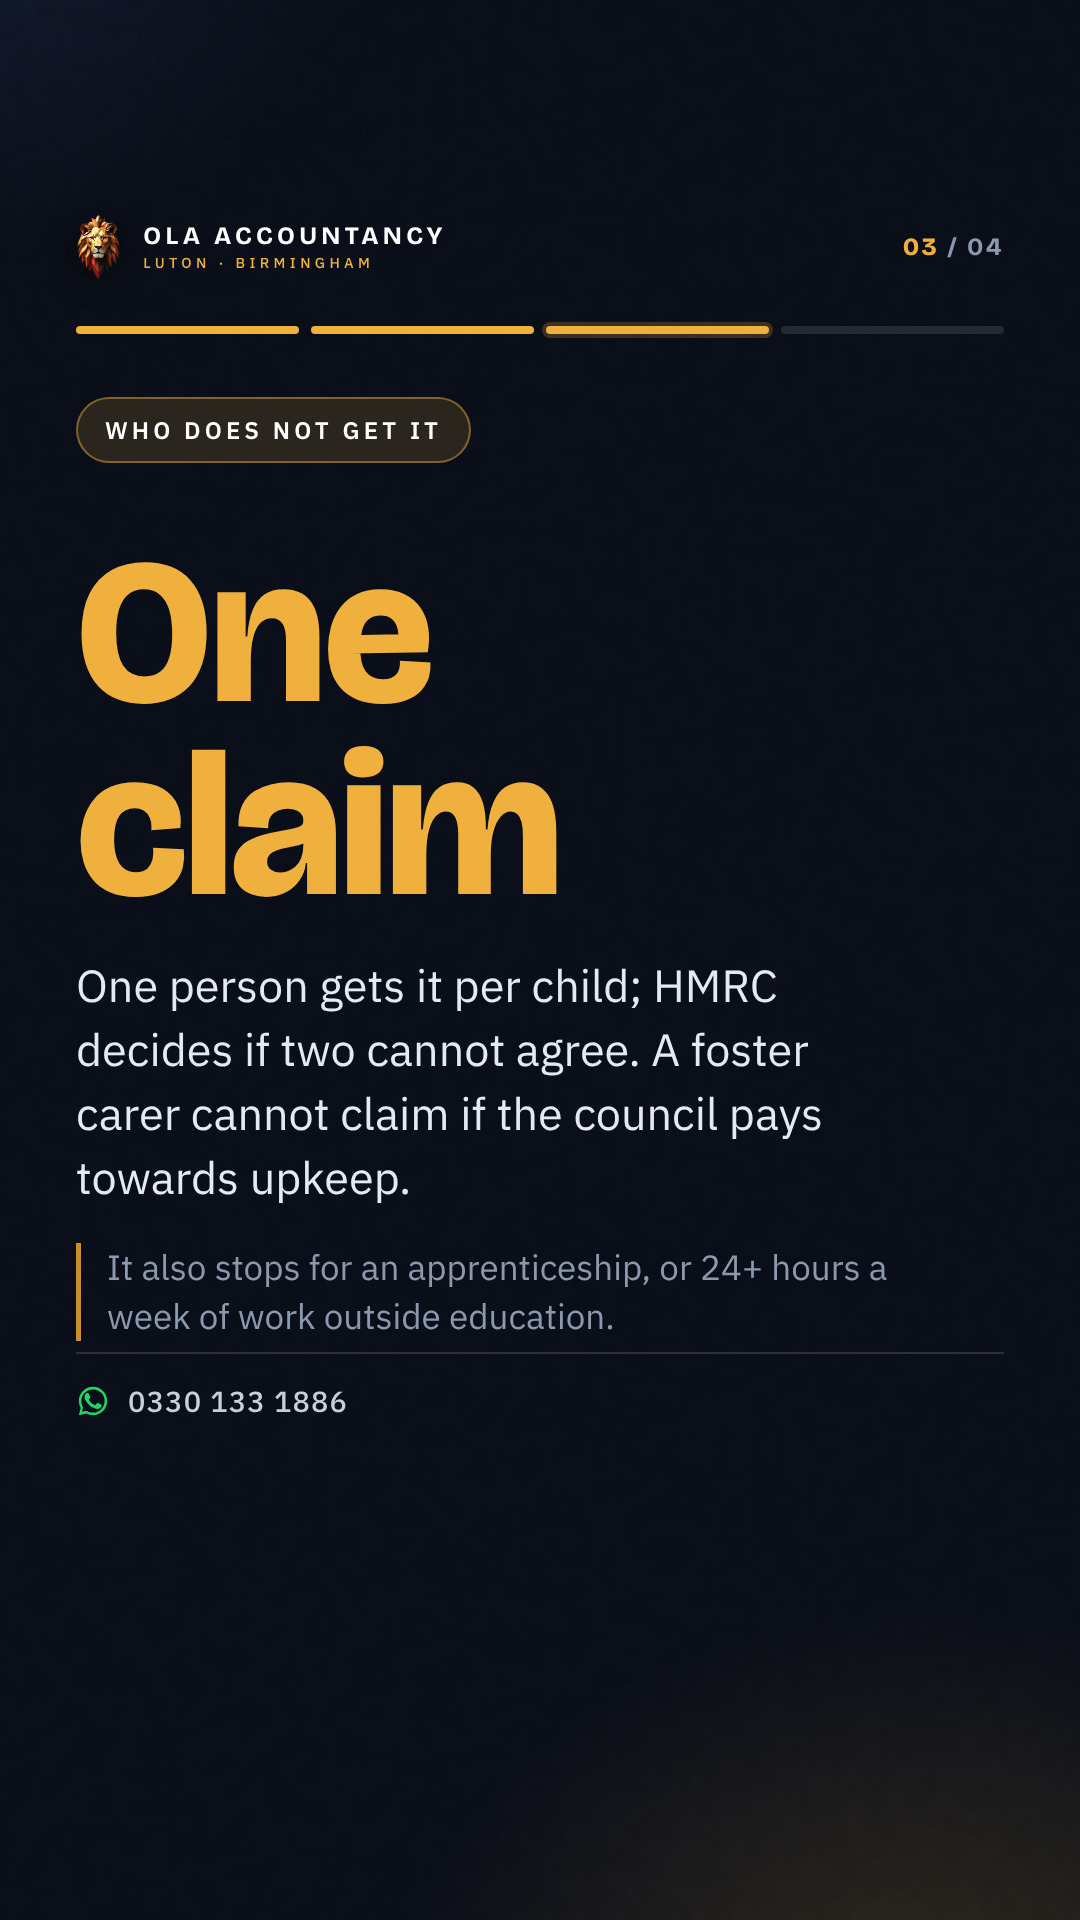 OLA ACCOUNTANCY
LUTON · BIRMINGHAM
03 / 04
WHO DOES NOT GET IT
One
claim
One person gets it per child; HMRC
decides if two cannot agree. A foster
carer cannot claim if the council pays
towards upkeep.
It also stops for an apprenticeship, or 24+ hours a
week of work outside education.
0330 133 1886